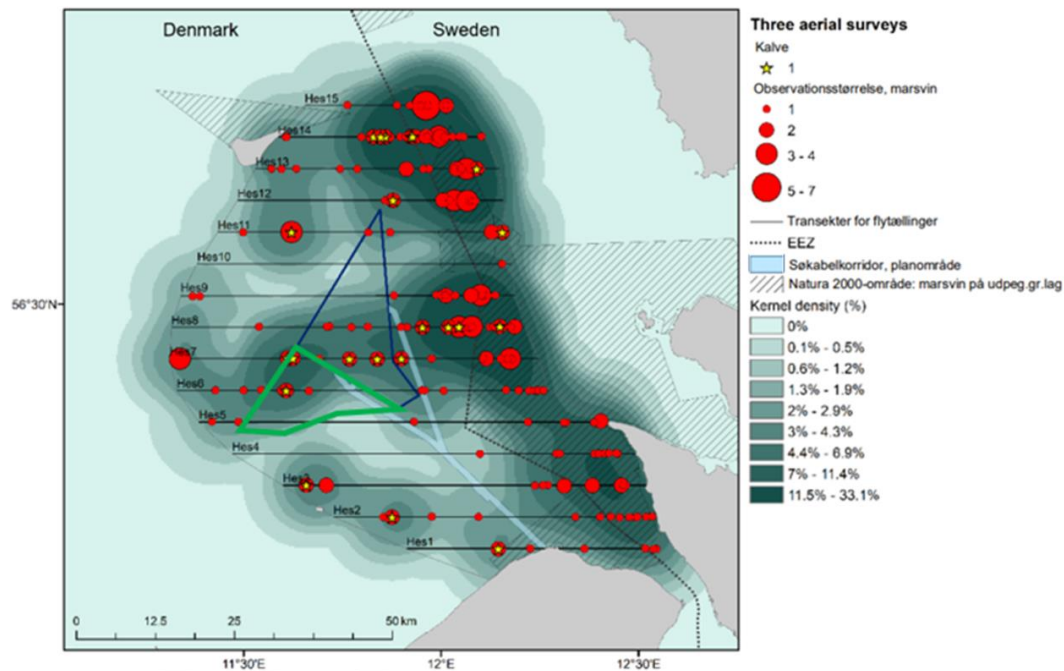 Denmark
Sweden
Hes15
Hes14
Hes13
Hes12
Hes11
Hes10
Hes9
Hes8
Hes7
Hes6
Hes5
Hes4
Hes3
Hes2
Hes1
56°30'N
0
12.5
25
50 km
11°30'E
12°E
12°30'E
Three aerial surveys
Kalve
1
Observationsstørrelse, marsvin
1
2
3 - 4
5 - 7
Transekter for flytællinger
EEZ
Søkabelkorridor, planområde
Natura 2000-område: marsvin på udpeg.gr.lag
Kernel density (%)
0%
0.1% - 0.5%
0.6% - 1.2%
1.3% - 1.9%
2% - 2.9%
3% - 4.3%
4.4% - 6.9%
7% - 11.4%
11.5% - 33.1%